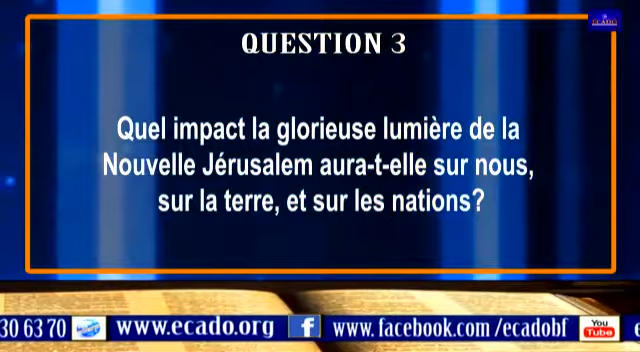 ECADO
QUESTION 3
Quel impact la glorieuse lumière de la
Nouvelle Jérusalem aura-t-elle sur nous,
sur la terre, et sur les nations?
30 63 70 www.ecado.org f www.facebook.com /ecadobf You Tube e